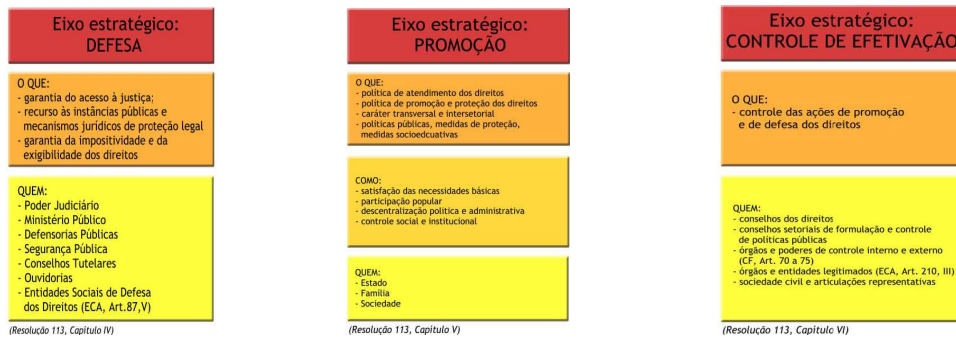 Eixo estratégico:
DEFESA
O QUE:
- garantia do acesso à justiça;
- recurso às instâncias públicas e
mecanismos jurídicos de proteção legal
- garantia da impositividade e da
exigibilidade dos direitos
QUEM:
- Poder Judiciário
- Ministério Público
- Defensorias Públicas
- Segurança Pública
- Conselhos Tutelares
- Ouvidorias
- Entidades Sociais de Defesa
dos Direitos (ECA, Art.87,V)
(Resolução 113, Capítulo IV)
Eixo estratégico:
PROMOÇÃO
O QUE:
- política de atendimento dos direitos
- política de promoção e proteção dos direitos
- caráter transversal e intersetorial
- políticas públicas, medidas de proteção,
medidas socioedcuativas
COMO:
- satisfação das necessidades básicas
- participação popular
- descentralização política e administrativa
- controle social e institucional
QUEM:
- Estado
- Família
- Sociedade
(Resolução 113, Capítulo V)
Eixo estratégico:
CONTROLE DE EFETIVAÇÃO
O QUE:
- controle das ações de promoção
e de defesa dos direitos
QUEM:
- conselhos dos direitos
- conselhos setoriais de formulação e controle
de políticas públicas
- órgãos e poderes de controle interno e externo
(CF, Art. 70 a 75)
- órgãos e entidades legitimados (ECA, Art. 210, III)
- sociedade civil e articulações representativas
(Resolução 113, Capítulo VI)